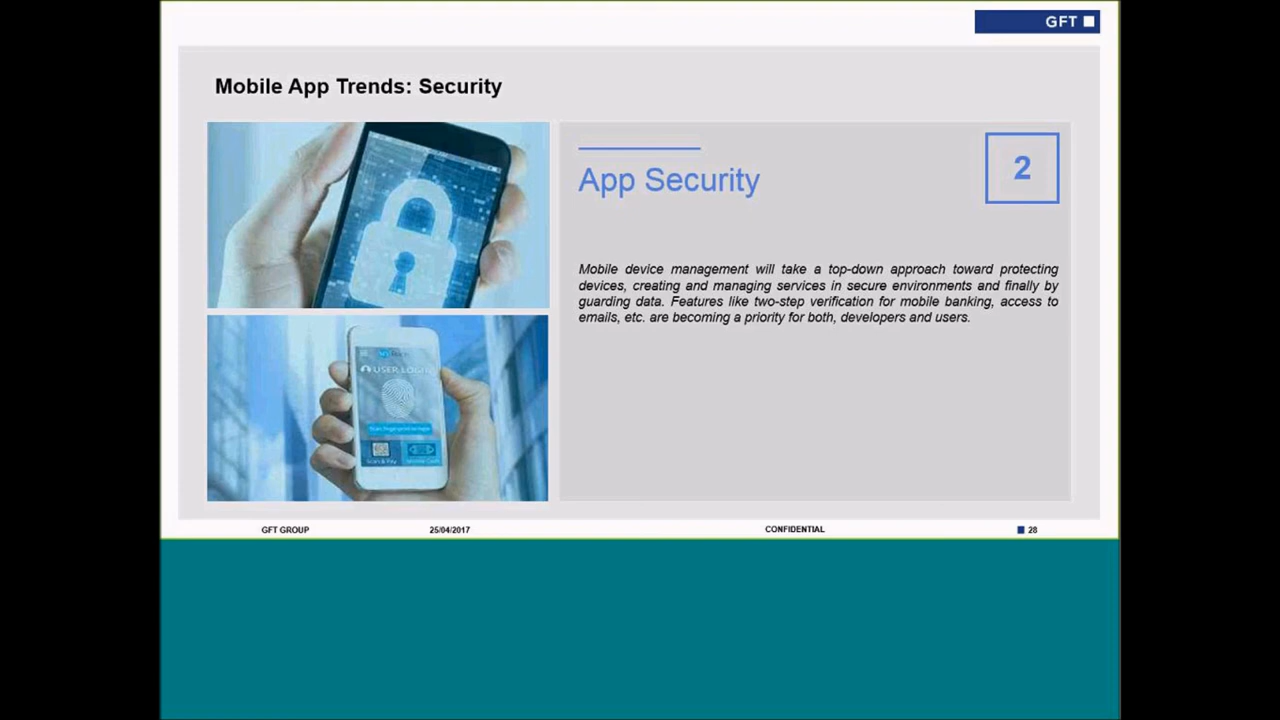 GFT
Mobile App Trends: Security
App Security
2
Mobile device management will take a top-down approach toward protecting
devices, creating and managing services in secure environments and finally by
guarding data. Features like two-step verification for mobile banking, access to
emails, etc. are becoming a priority for both, developers and users.
USER LOGIN
Scan & Pay
GFT GROUP
25/04/2017
CONFIDENTIAL
28